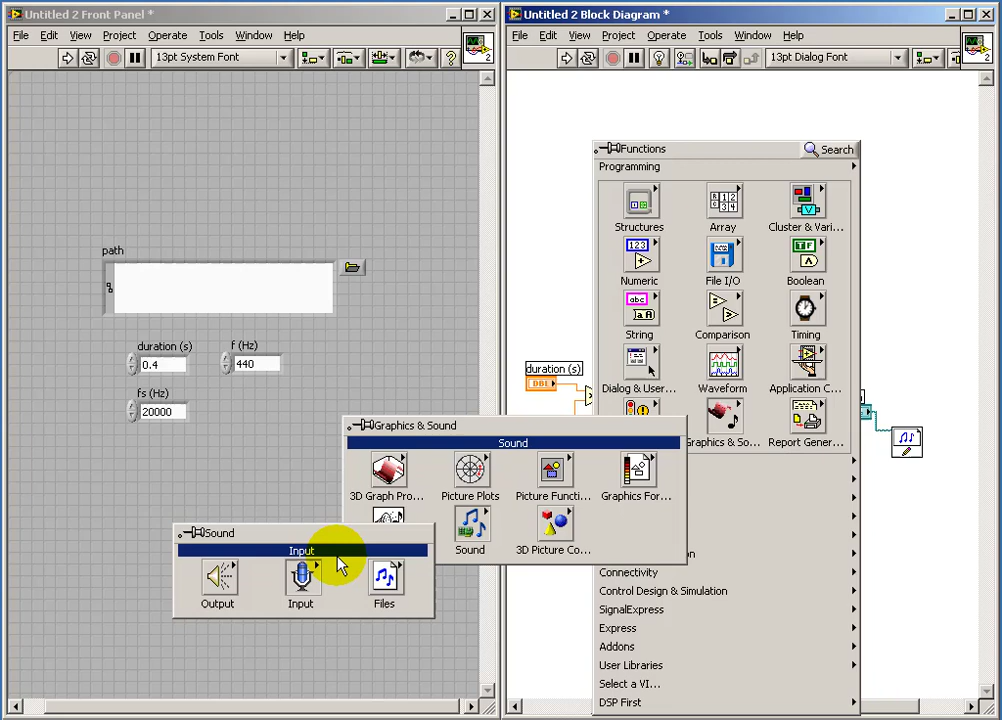 Untitled 2 Front Panel *
File Edit View Project Operate Tools Window Help
13pt System Font
2
path
duration (s)
0.4
f (Hz)
440
fs (Hz)
20000
Untitled 2 Block Diagram *
File Edit View Project Operate Tools Window Help
13pt Dialog Font
2
duration (s)
DBL
Functions
Search
Programming
Structures
Array
Cluster & Vari...
Numeric
File I/O
Boolean
String
Comparison
Timing
Dialog & User...
Waveform
Application C...
Graphics & So...
Report Gener...
Connectivity
Control Design & Simulation
SignalExpress
Express
Addons
User Libraries
Select a VI...
DSP First
Graphics & Sound
Sound
3D Graph Pro...
Picture Plots
Picture Functi...
Graphics For...
Sound
3D Picture Co...
Sound
Input
Output
Input
Files